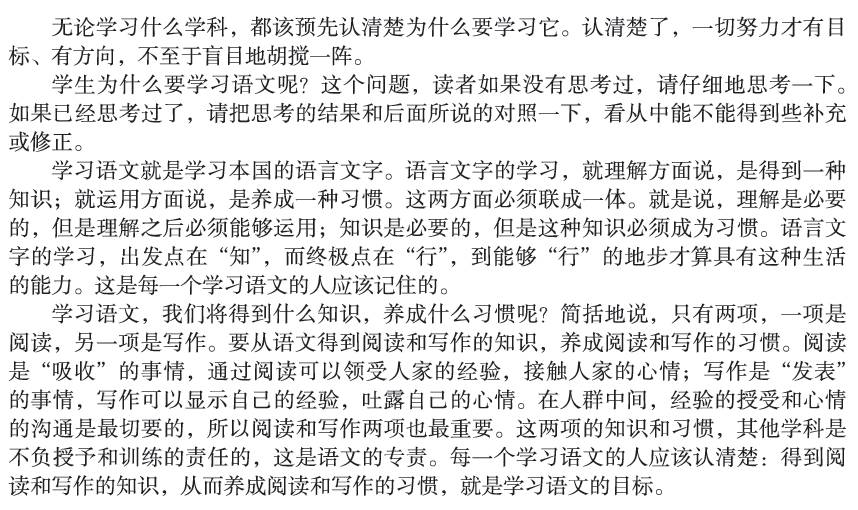 无论学习什么学科，都该预先认清楚为什么要学习它。认清楚了，一切努力才有目
标、有方向，不至于盲目地胡搅一阵。
学生为什么要学习语文呢？这个问题，读者如果没有思考过，请仔细地思考一下。
如果已经思考过了，请把思考的结果和后面所说的对照一下，看从中能不能得到些补充
或修正。
学习语文就是学习本国的语言文字。语言文字的学习，就理解方面说，是得到一种
知识；就运用方面说，是养成一种习惯。这两方面必须联成一体。就是说，理解是必要
的，但是理解之后必须能够运用；知识是必要的，但是这种知识必须成为习惯。语言文
字的学习，出发点在“知”，而终极点在“行”，到能够“行”的地步才算具有这种生活
的能力。这是每一个学习语文的人应该记住的。
学习语文，我们将得到什么知识，养成什么习惯呢？简括地说，只有两项，一项是
阅读，另一项是写作。要从语文得到阅读和写作的知识，养成阅读和写作的习惯。阅读
是“吸收”的事情，通过阅读可以领受人家的经验，接触人家的心情；写作是“发表”
的事情，写作可以显示自己的经验，吐露自己的心情。在人群中间，经验的授受和心情
的沟通是最切要的，所以阅读和写作两项也最重要。这两项的知识和习惯，其他学科是
不负授予和训练的责任的，这是语文的专责。每一个学习语文的人应该认清楚：得到阅
读和写作的知识，从而养成阅读和写作的习惯，就是学习语文的目标。